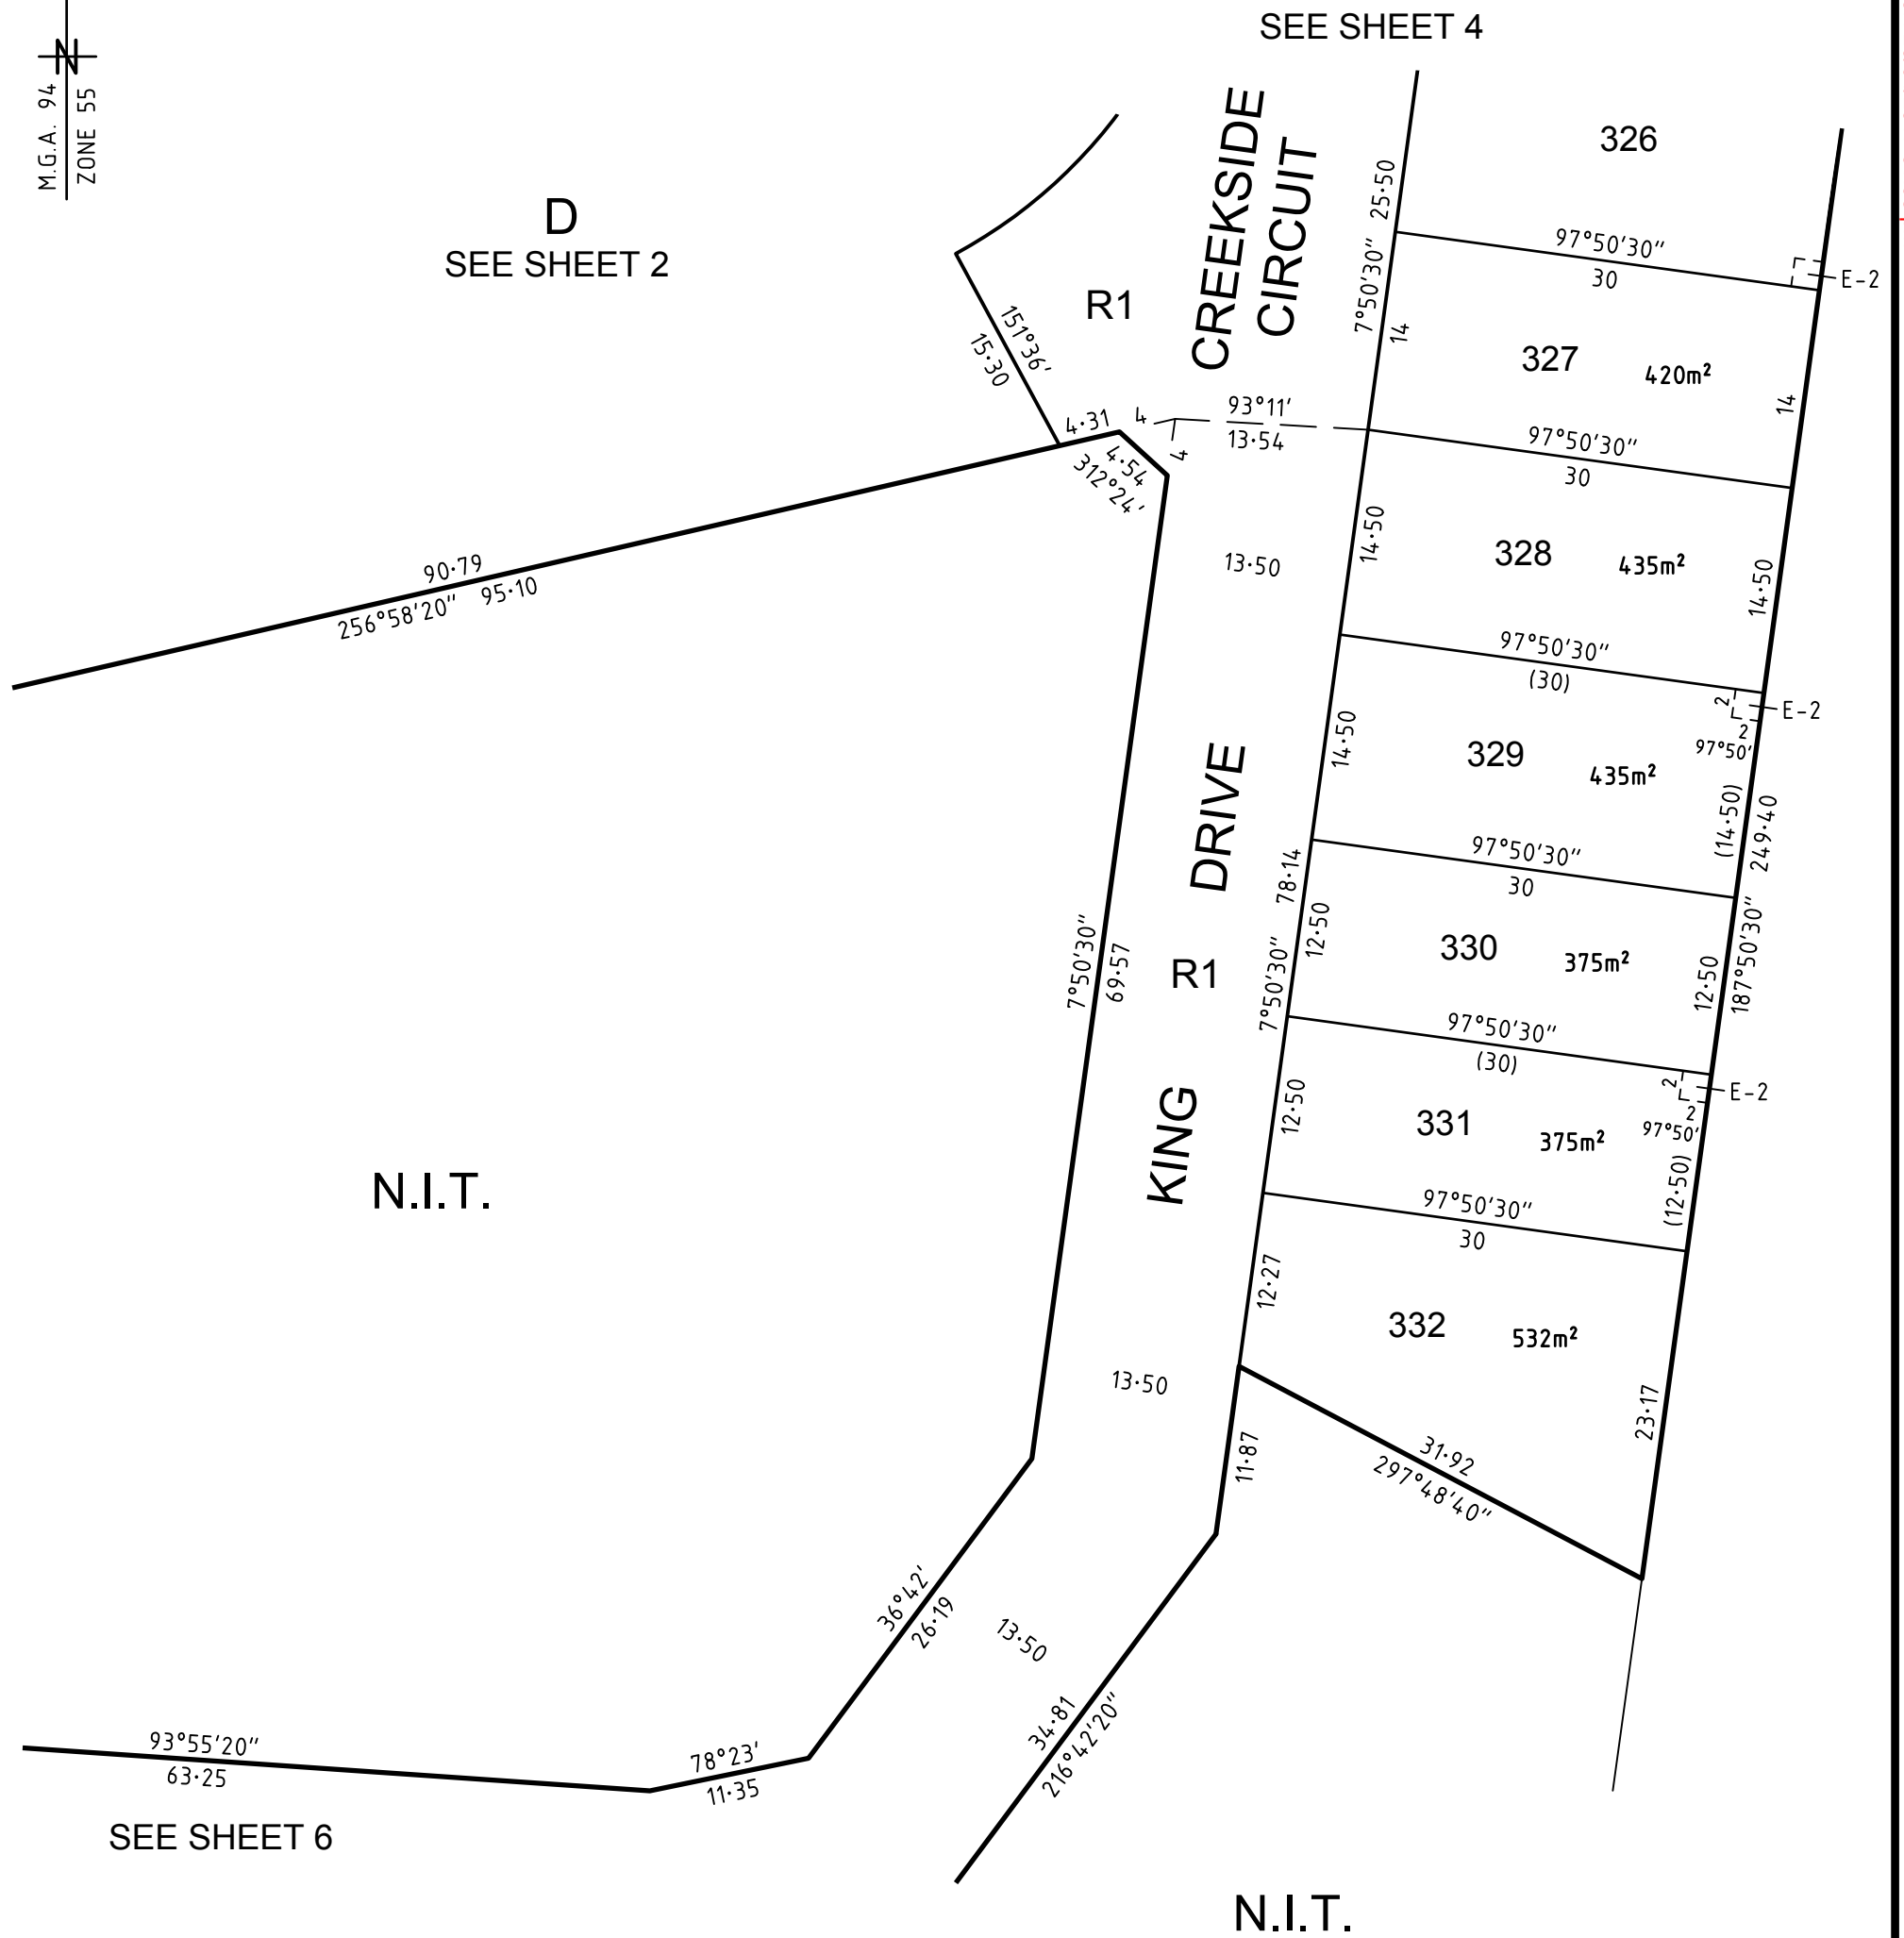 SEE SHEET 4
N
M.G.A. 94
ZONE 55
D
SEE SHEET 2
CREEKSIDE
CIRCUIT
R1
326
25·50
7°50'30"
97°50'30"
30
E-2
14
327
420m²
14
151°36'
15·30
4·31
4
4
93°11'
13·54
4·54
312°24'
97°50'30"
30
90·79
256°58'20"
95·10
13·50
14·50
328
435m²
14·50
97°50'30"
(30)
2
2
E-2
97°50'
14·50
329
435m²
(14·50)
249·40
DRIVE
78·14
97°50'30"
30
7°50'30"
69·57
R1
7°50'30"
12·50
330
375m²
12·50
187°50'30"
97°50'30"
(30)
2
2
E-2
97°50'
KING
12·50
331
375m²
(12·50)
N.I.T.
97°50'30"
30
12·27
332
532m²
23·17
13·50
11·87
31·92
297°48'40"
36°42'
26·19
13·50
34·81
216°42'20"
93°55'20"
63·25
78°23'
11·35
SEE SHEET 6
N.I.T.